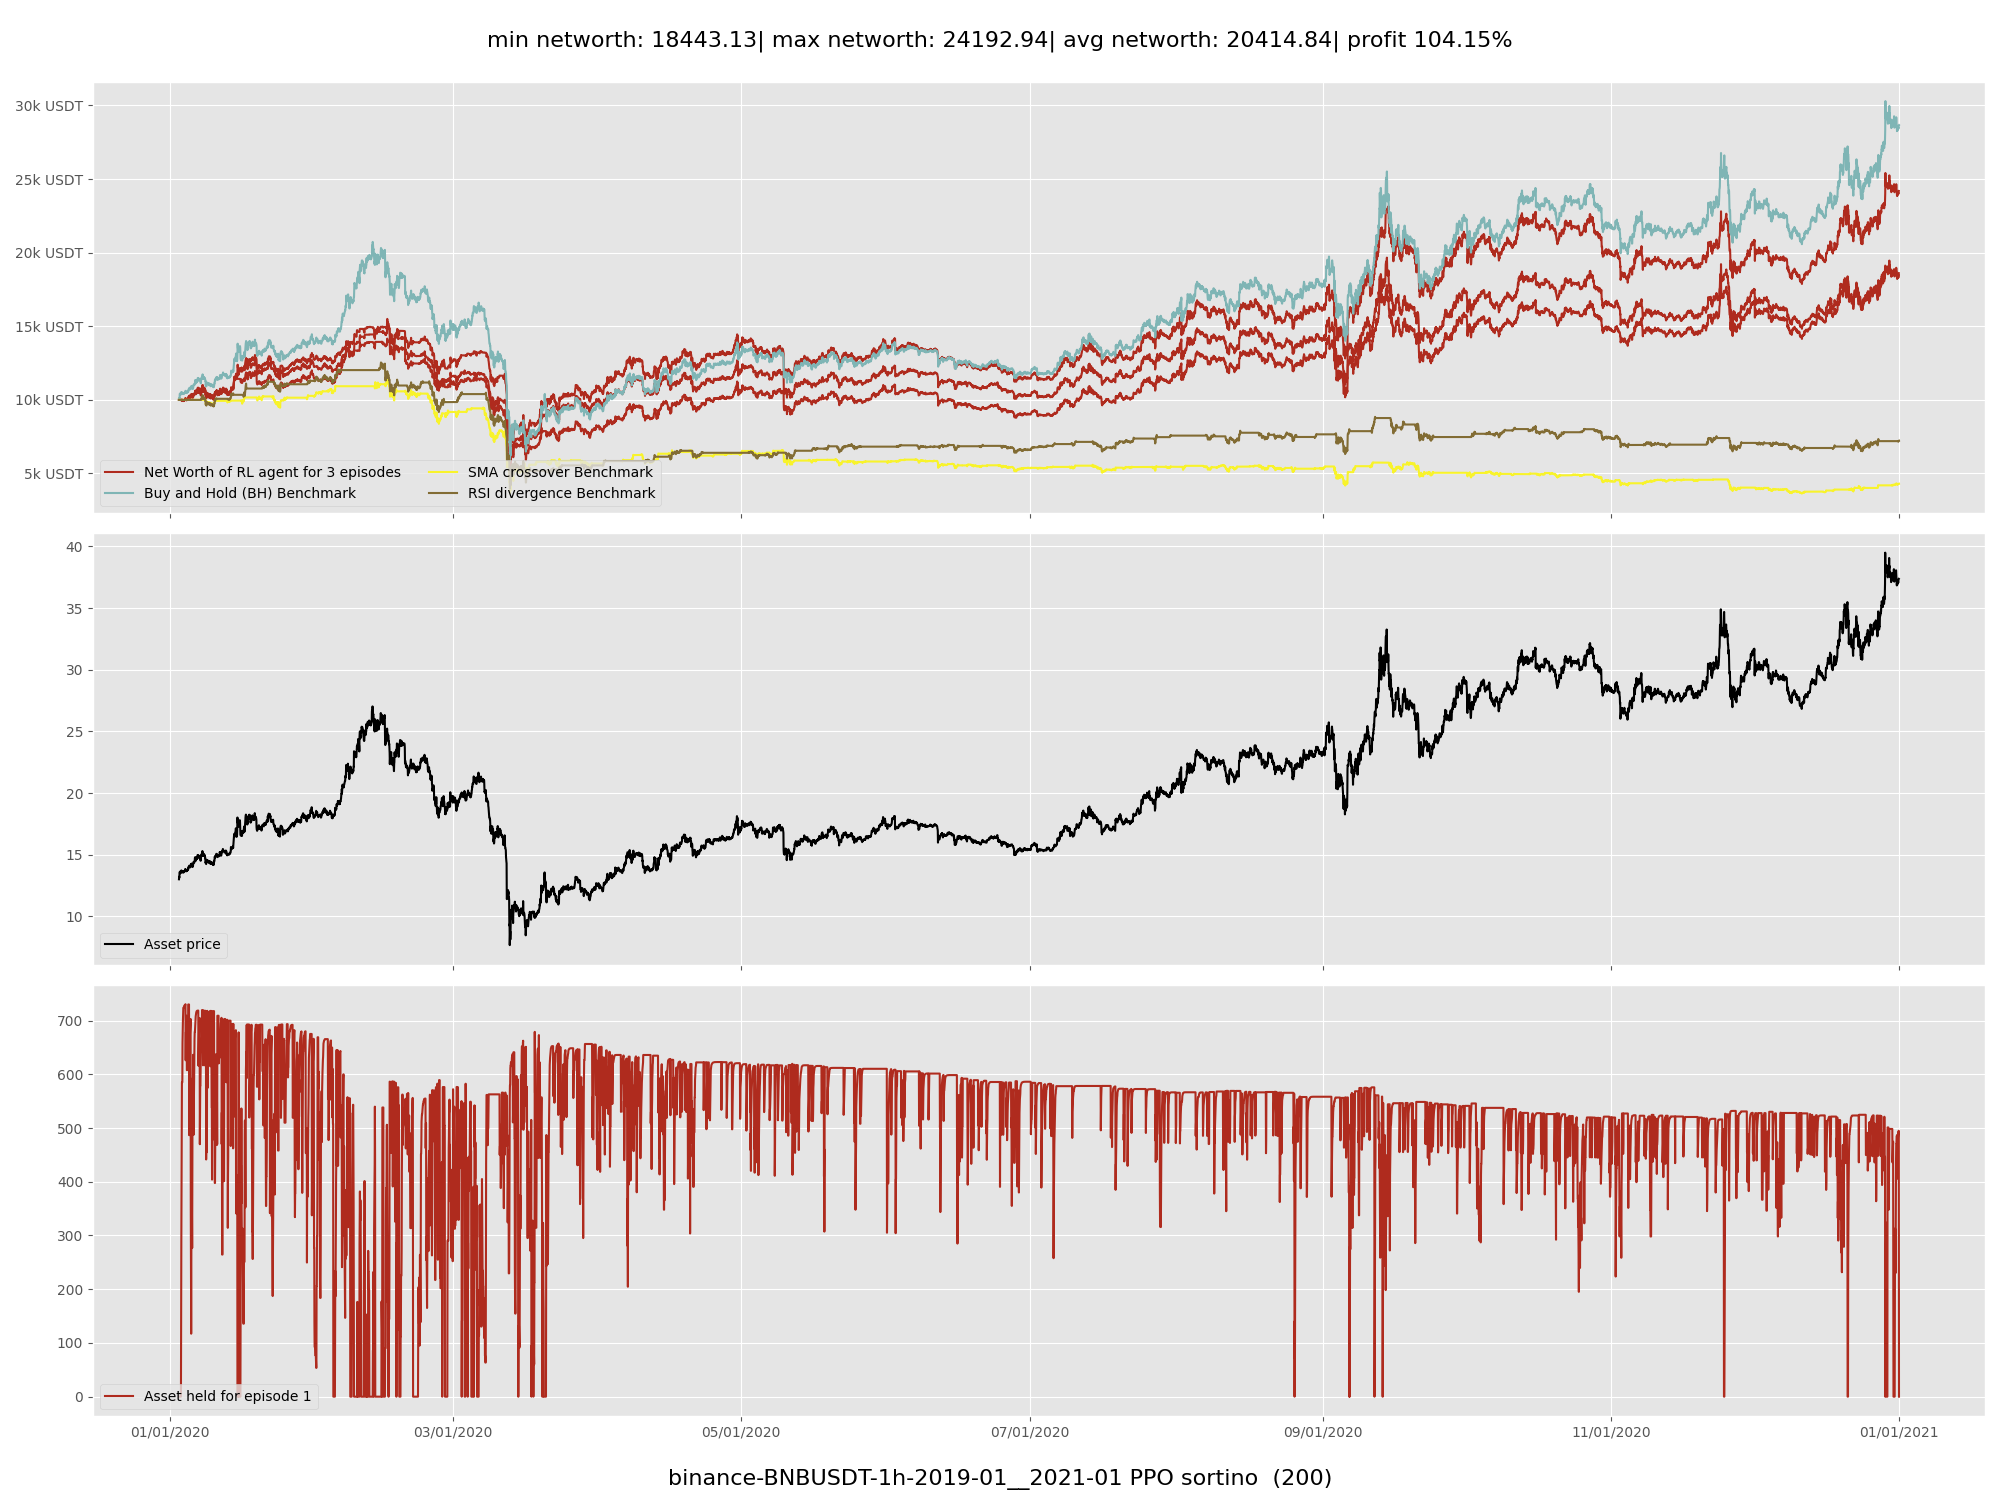 min networth: 18443.13| max networth: 24192.94| avg networth: 20414.84| profit 104.15%
30k USDT
25k USDT
20k USDT
15k USDT
10k USDT
5k USDT
Net Worth of RL agent for 3 episodes
Buy and Hold (BH) Benchmark
SMA crossover Benchmark
RSI divergence Benchmark
40
35
30
25
20
15
10
Asset price
700
600
500
400
300
200
100
0
Asset held for episode 1
01/01/2020 03/01/2020 05/01/2020 07/01/2020 09/01/2020 11/01/2020 01/01/2021
binance-BNBUSDT-1h-2019-01__2021-01 PPO sortino (200)